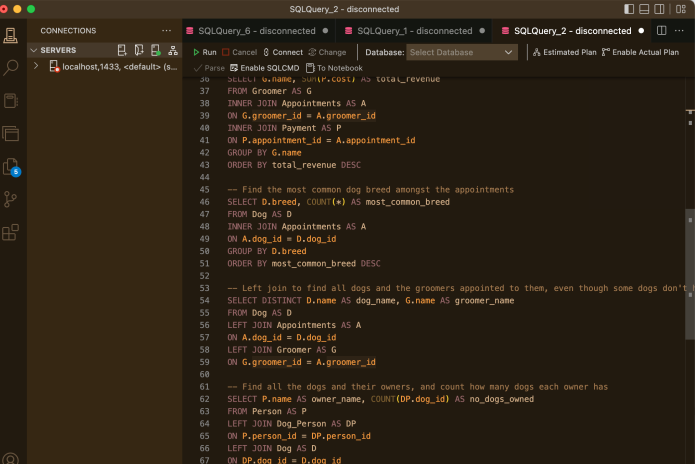 CONNECTIONS
SQLQuery_6 - disconnected
SQLQuery_1 - disconnected
SQLQuery_2 - disconnected
SERVERS
localhost,1433, <default> (s...
Run Cancel Connect Change Database: Select Database Estimated Plan Enable Actual Plan
Parse Enable SQLCMD To Notebook
36 SELECT G.name, SUM(P.cost) AS total_revenue
37 FROM Groomer AS G
38 INNER JOIN Appointments AS A
39 ON G.groomer_id = A.groomer_id
40 INNER JOIN Payment AS P
41 ON P.appointment_id = A.appointment_id
42 GROUP BY G.name
43 ORDER BY total_revenue DESC
44
45 -- Find the most common dog breed amongst the appointments
46 SELECT D.breed, COUNT(*) AS most_common_breed
47 FROM Dog AS D
48 INNER JOIN Appointments AS A
49 ON A.dog_id = D.dog_id
50 GROUP BY D.breed
51 ORDER BY most_common_breed DESC
52
53 -- Left join to find all dogs and the groomers appointed to them, even though some dogs don't
54 SELECT DISTINCT D.name AS dog_name, G.name AS groomer_name
55 FROM Dog AS D
56 LEFT JOIN Appointments AS A
57 ON A.dog_id = D.dog_id
58 LEFT JOIN Groomer AS G
59 ON G.groomer_id = A.groomer_id
60
61 -- Find all the dogs and their owners, and count how many dogs each owner has
62 SELECT P.name AS owner_name, COUNT(DP.dog_id) AS no_dogs_owned
63 FROM Person AS P
64 LEFT JOIN Dog_Person AS DP
65 ON P.person_id = DP.person_id
66 LEFT JOIN Dog AS D
67 ON DP.dog_id = D.dog_id
5